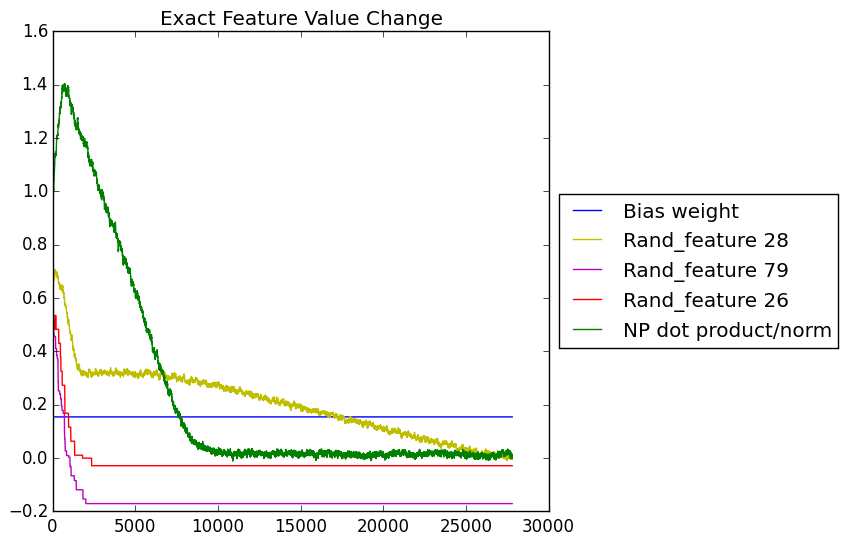 Exact Feature Value Change
1.6
1.4
1.2
1.0
0.8
0.6
0.4
0.2
0.0
−0.2
0 5000 10000 15000 20000 25000 30000
Bias weight
Rand_feature 28
Rand_feature 79
Rand_feature 26
NP dot product/norm